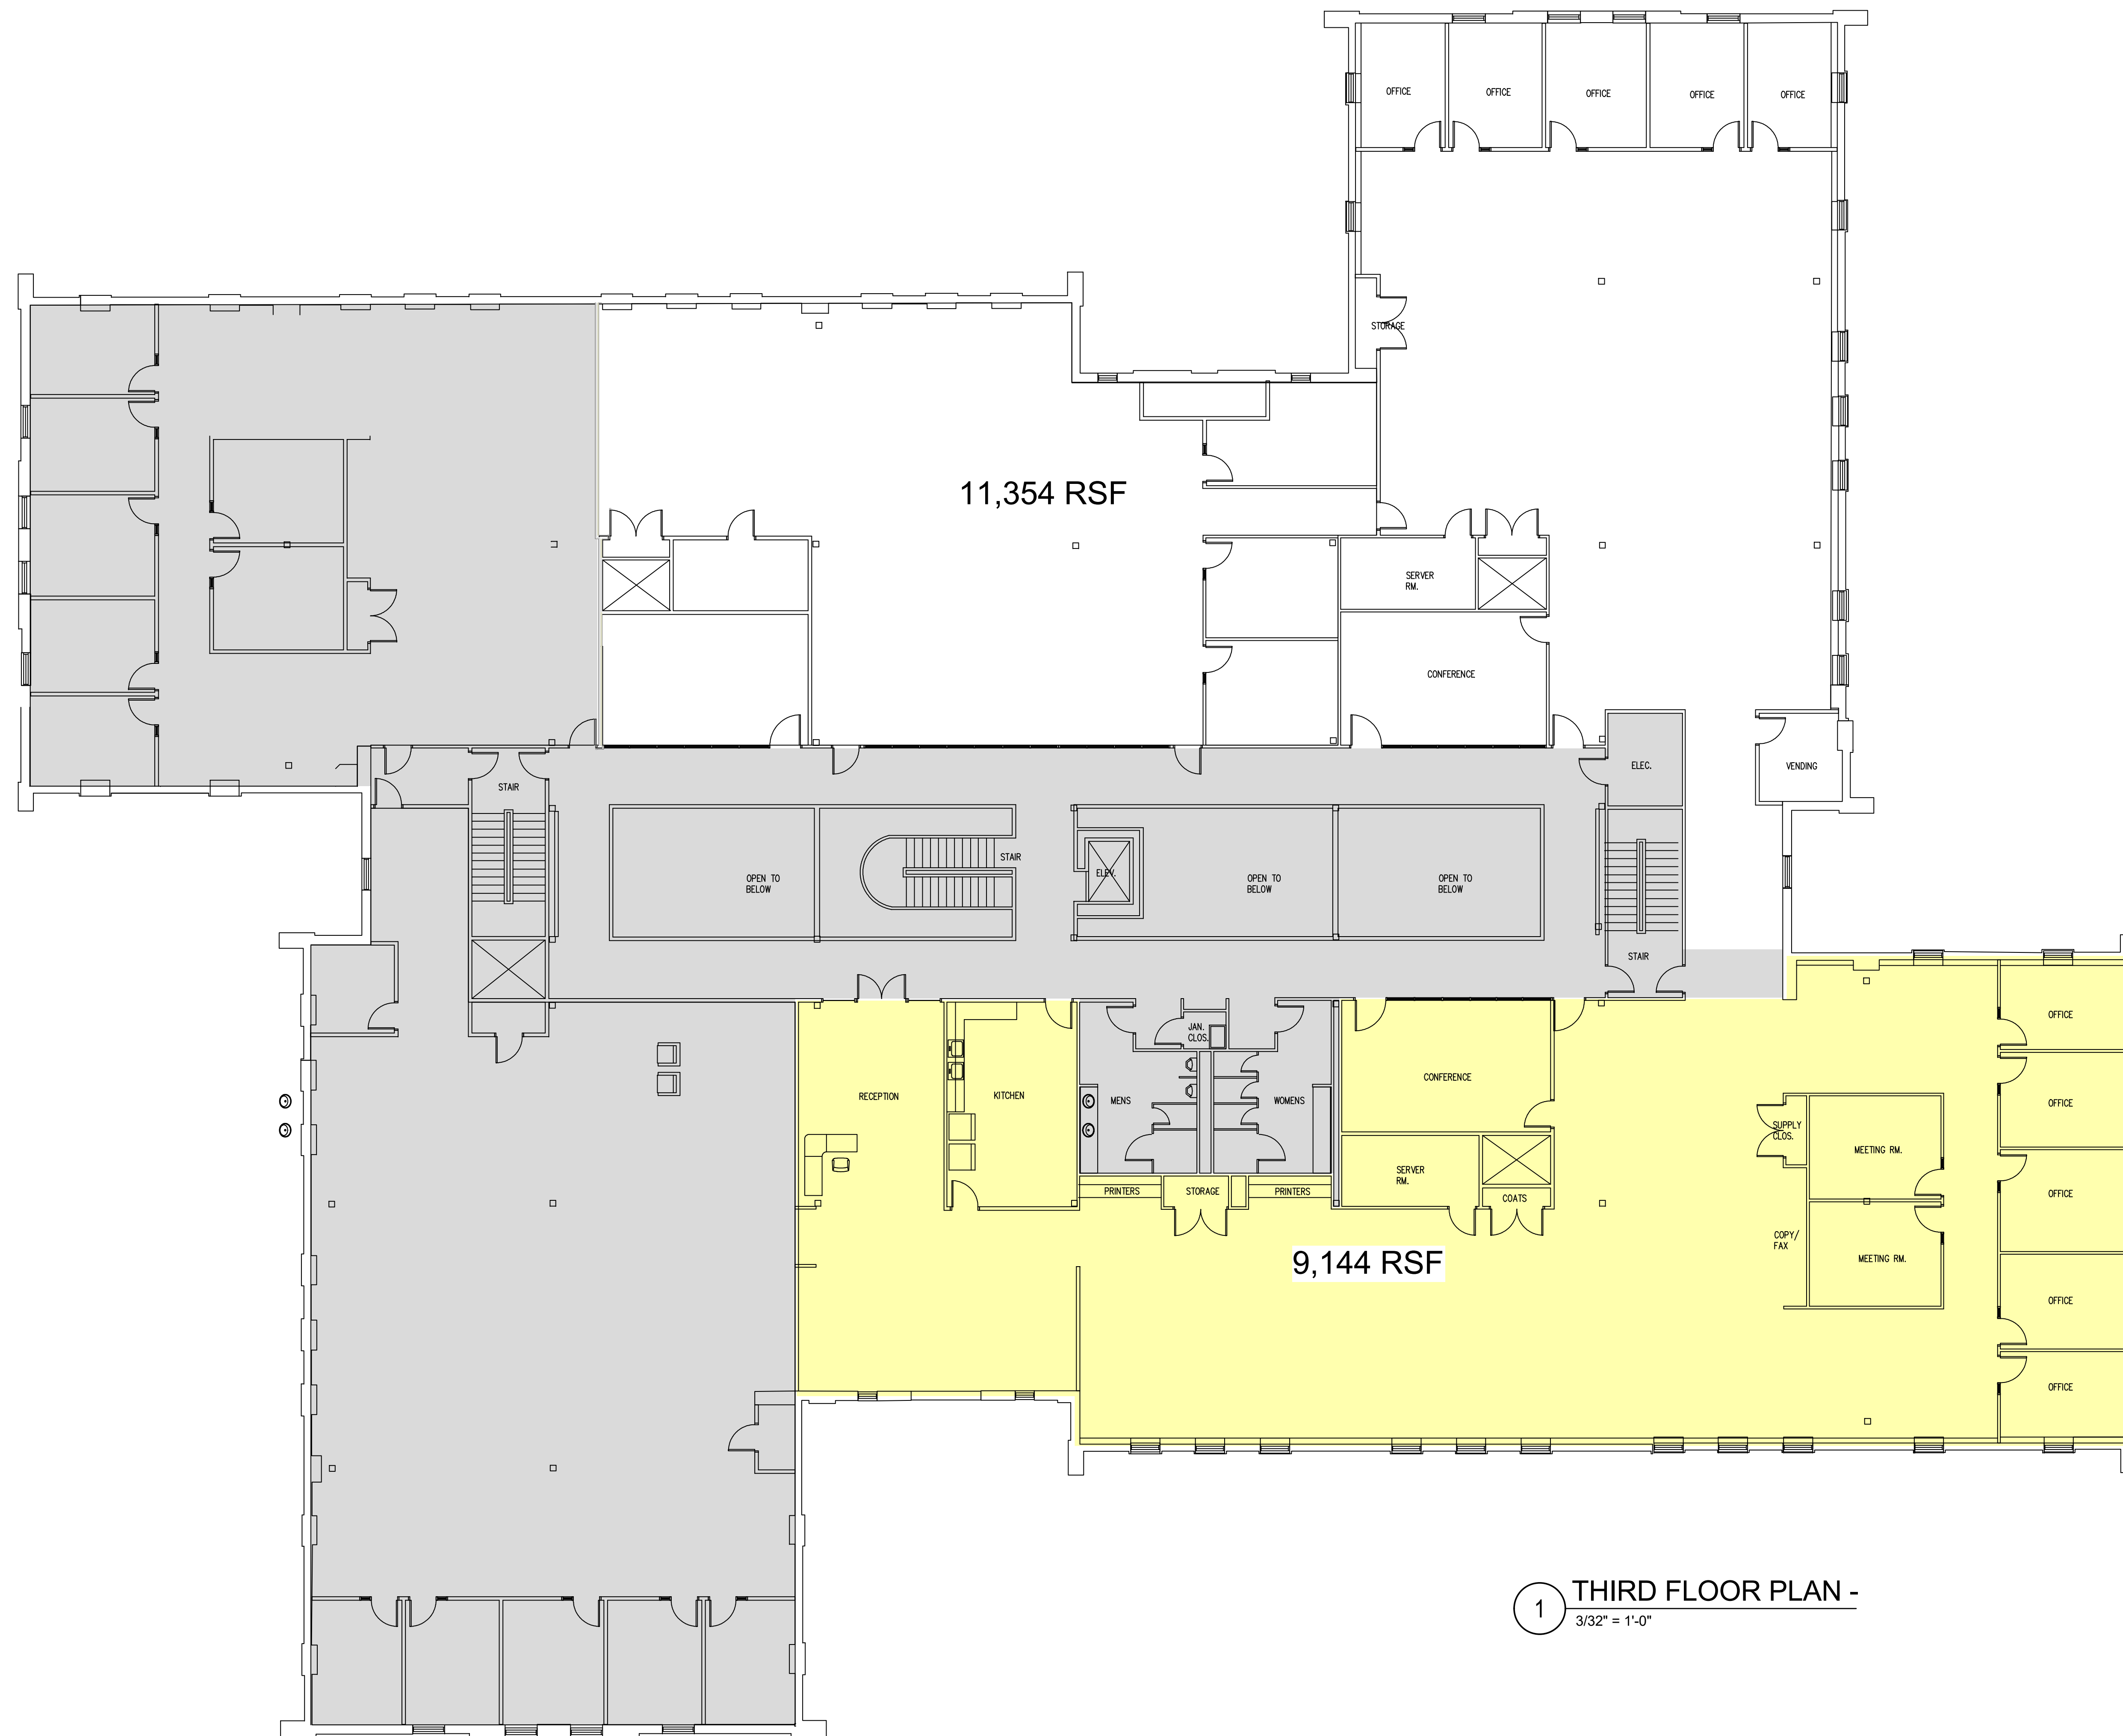 OFFICE
OFFICE
OFFICE
OFFICE
OFFICE
STORAGE
11,354 RSF
SERVER
RM.
CONFERENCE
ELEC.
VENDING
STAIR
STAIR
ELEV.
OPEN TO
BELOW
OPEN TO
BELOW
OPEN TO
BELOW
STAIR
OFFICE
JAN.
CLOS.
CONFERENCE
RECEPTION
KITCHEN
MENS
WOMENS
OFFICE
SUPPLY
CLOS.
MEETING RM.
SERVER
RM.
PRINTERS
STORAGE
PRINTERS
COATS
OFFICE
COPY/
FAX
MEETING RM.
9,144 RSF
OFFICE
OFFICE
1
THIRD FLOOR PLAN -
3/32" = 1'-0"